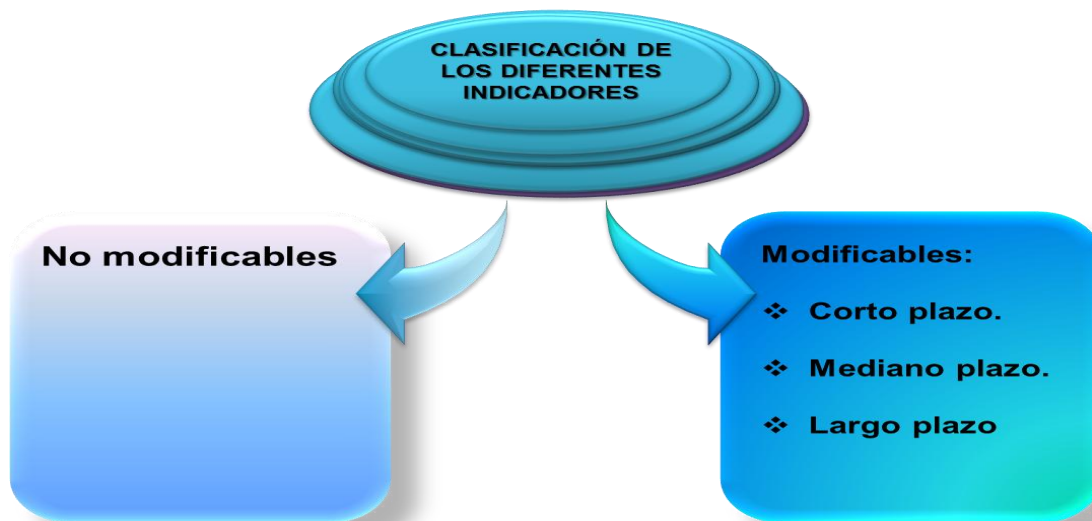 CLASIFICACIÓN DE
LOS DIFERENTES
INDICADORES
No modificables
Modificables:
❖ Corto plazo.
❖ Mediano plazo.
❖ Largo plazo